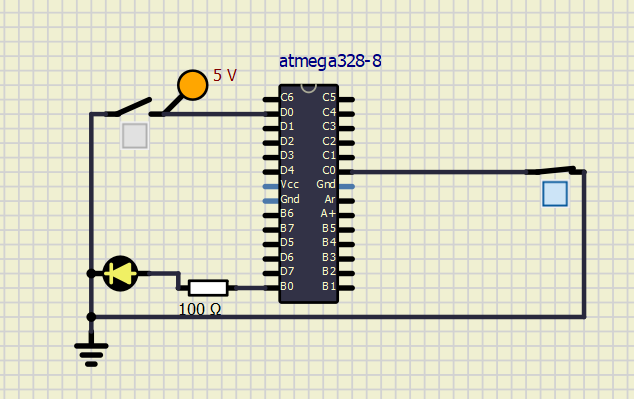 atmega328-8
5 V
C6 C5
D0 C4
D1 C3
D2 C2
D3 C1
D4 C0
Vcc Gnd
Gnd Ar
B6 A+
B7 B5
D5 B4
D6 B3
D7 B2
B0 B1
100 Ω